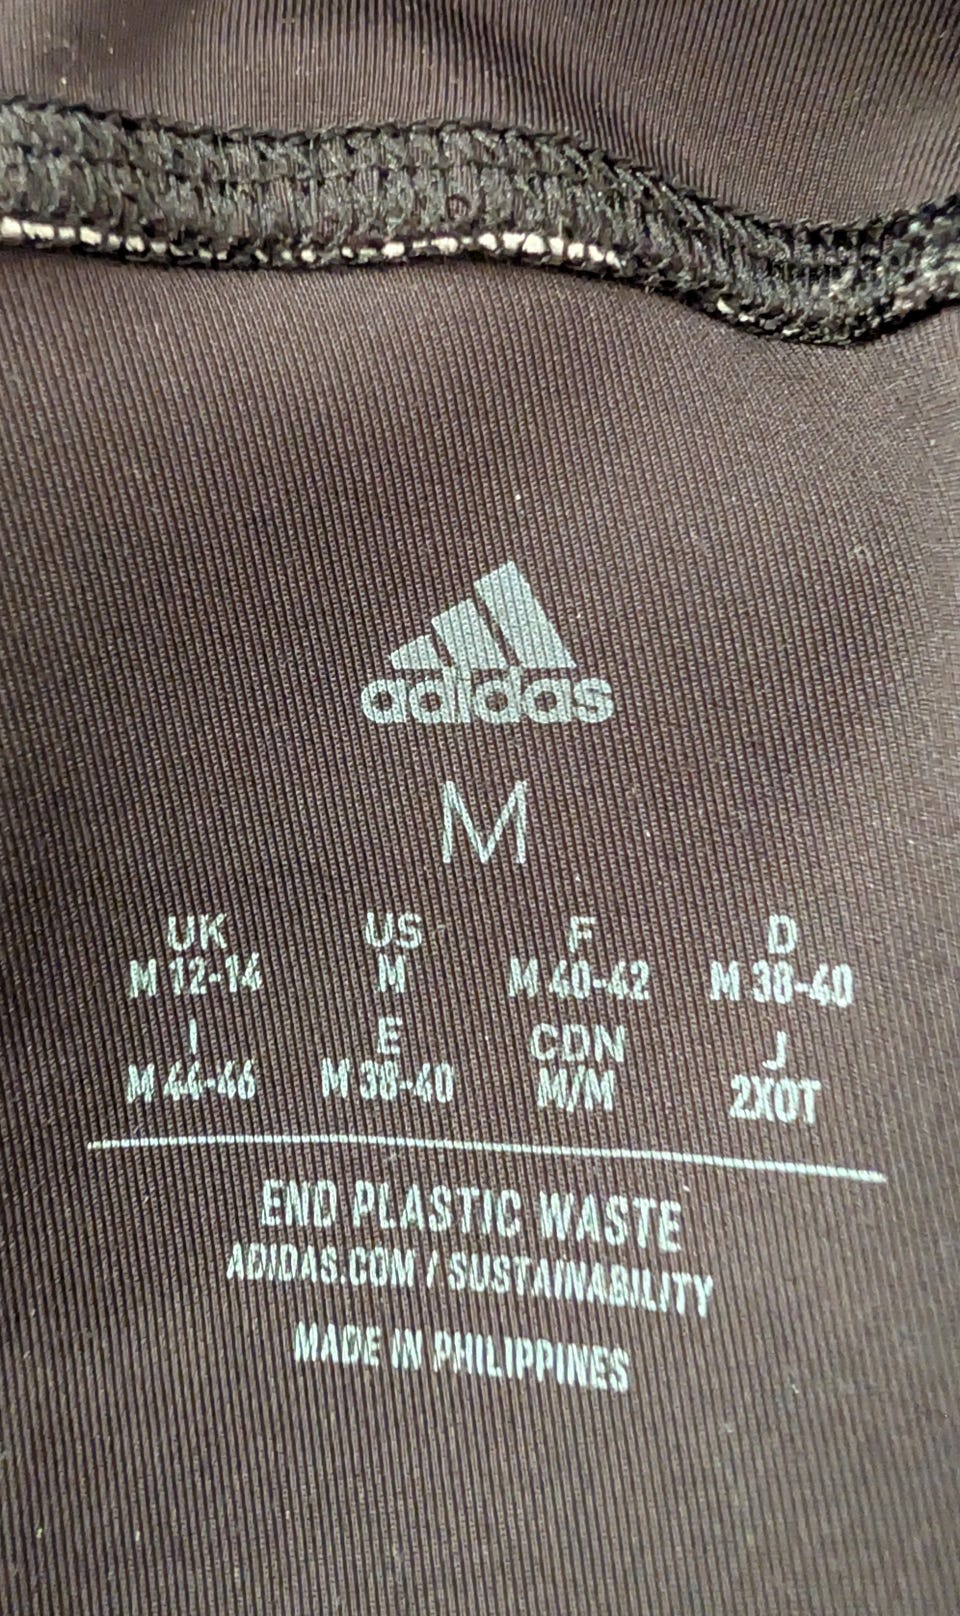 adidas
M
UK US F D
M 12-14 M M 40-42 M 38-40
I E CDN J
M 44-46 M 38-40 M/M 2XOT
END PLASTIC WASTE
ADIDAS.COM / SUSTAINABILITY
MADE IN PHILIPPINES